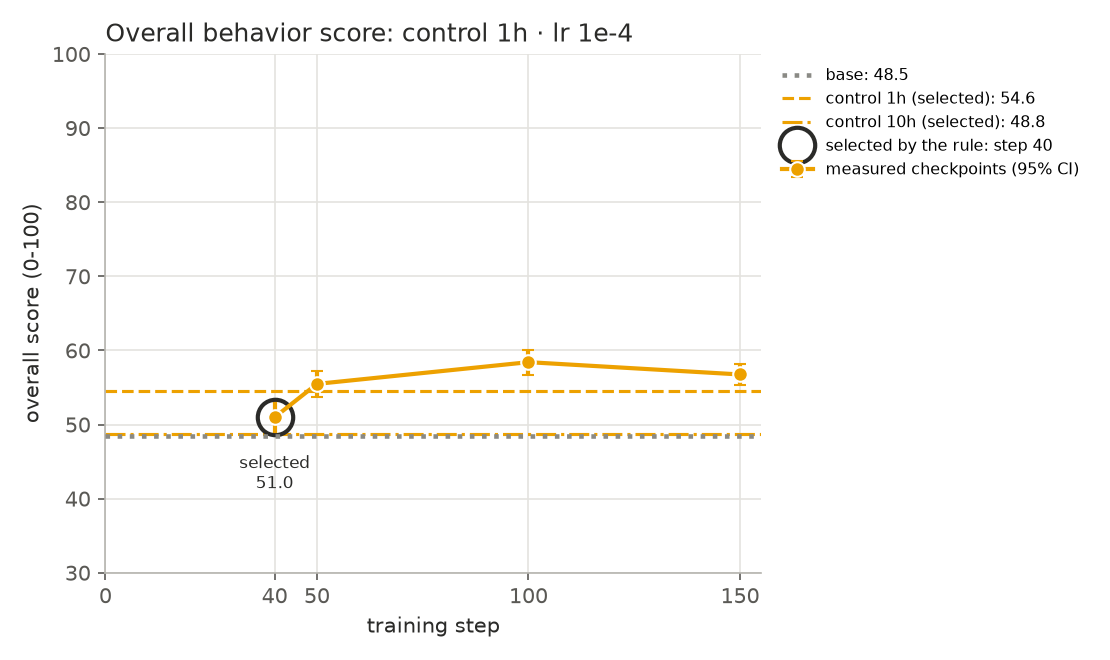 Overall behavior score: control 1h · lr 1e-4
overall score (0-100)
100
90
80
70
60
50
40
30
selected
51.0
0
40
50
100
150
training step
base: 48.5
control 1h (selected): 54.6
control 10h (selected): 48.8
selected by the rule: step 40
measured checkpoints (95% CI)